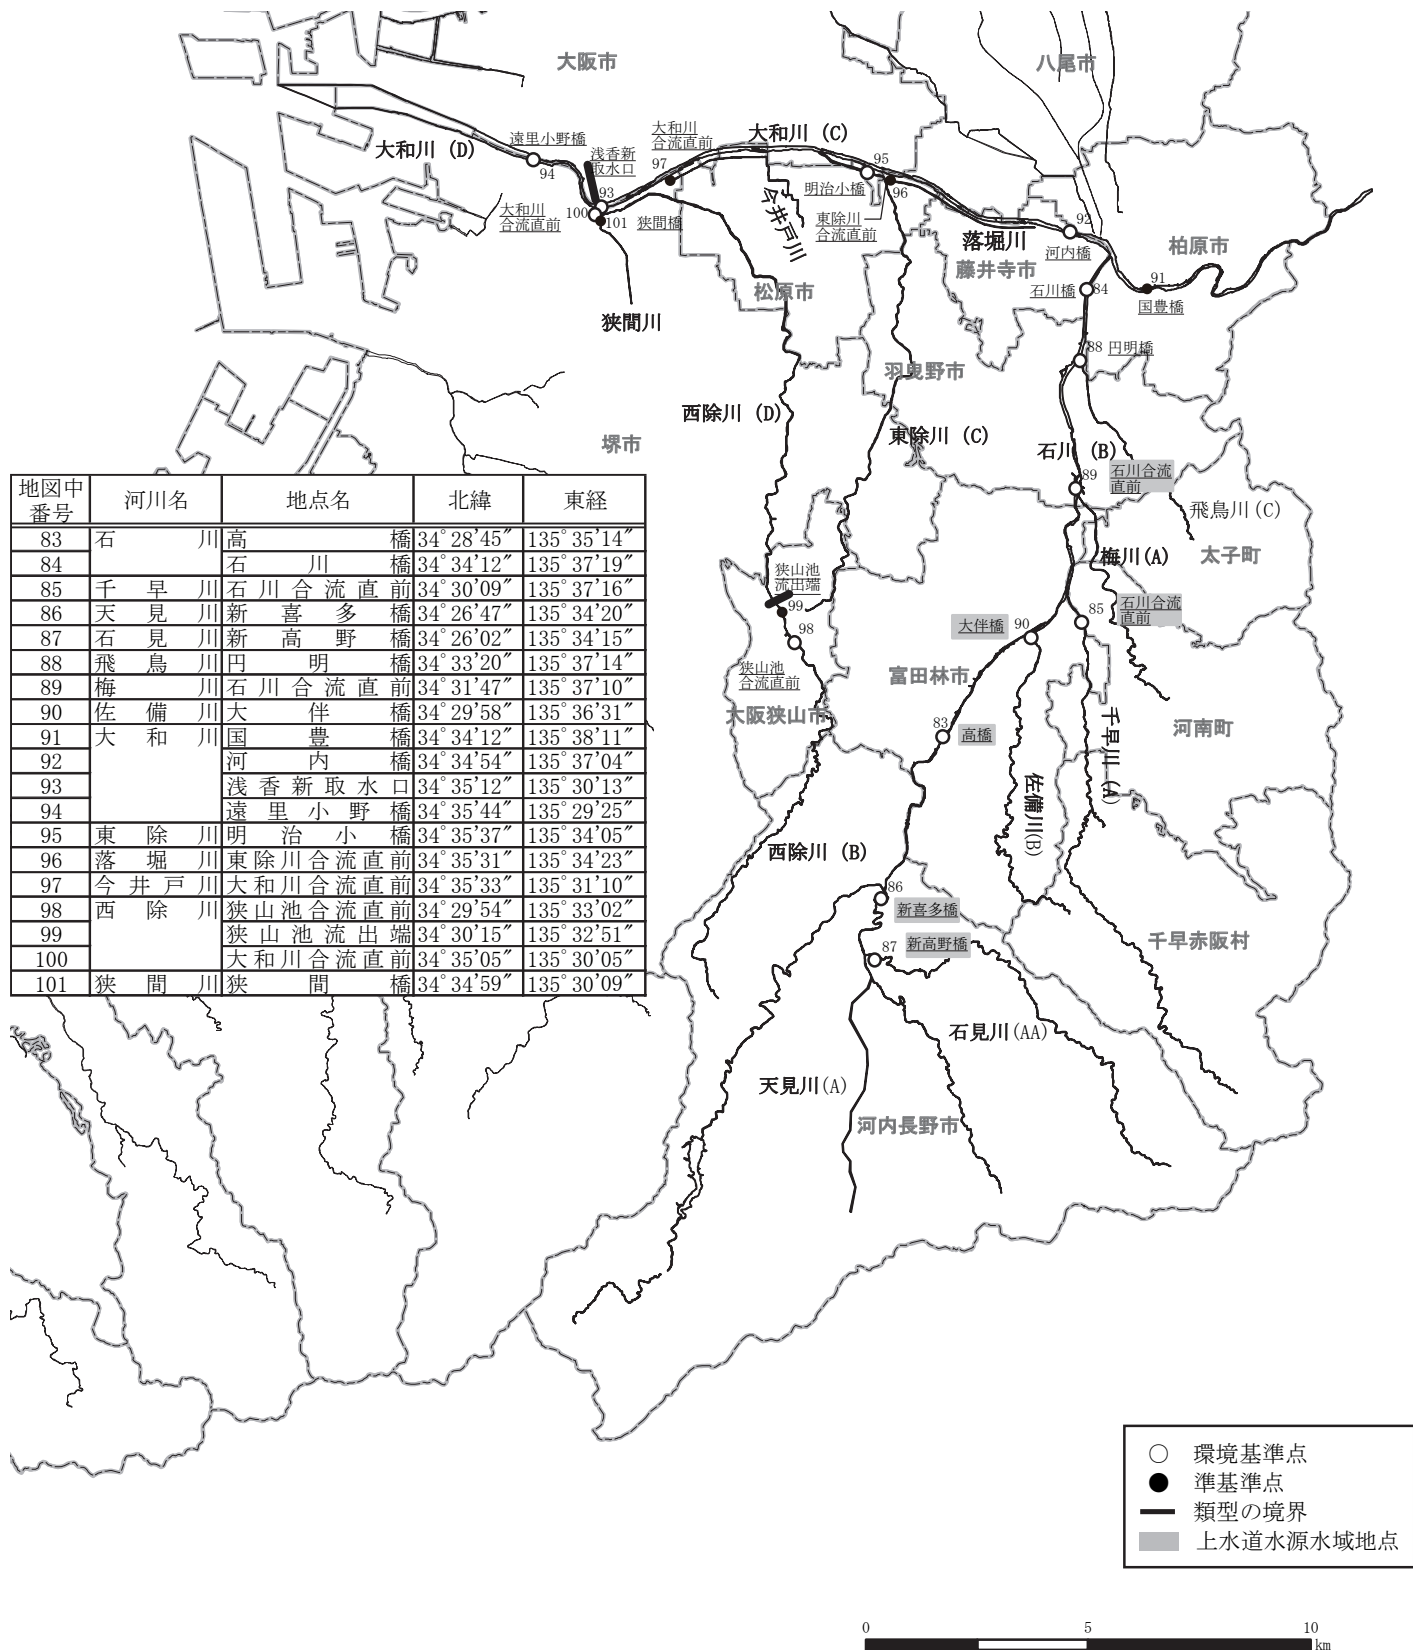 大阪市
八尾市
大和川 (D)
遠里小野橋
94
浅香新
取水口
93
大和川
合流直前
97
大和川 (C)
95
明治小橋
96
東除川
合流直前
今井戸川
大和川
合流直前
100
101
狭間橋
狭間川
落堀川
藤井寺市
92
河内橋
柏原市
91
国豊橋
石川橋
84
松原市
88 円明橋
羽曳野市
西除川 (D)
東除川 (C)
堺市
石川 (B)
89
石川合流
直前
飛鳥川(C)
太子町
梅川(A)
85
石川合流
直前
狭山池
流出端
99
98
狭山池
合流直前
大阪狭山市
大伴橋
90
富田林市
83
高橋
河南町
千早川(A)
佐備川(B)
西除川 (B)
86
新喜多橋
87
新高野橋
千早赤阪村
石見川(AA)
天見川(A)
河内長野市
地図中番号 河川名 地点名 北緯 東経
83 石川 高橋 34°28′45″ 135°35′14″
84 石川橋 34°34′12″ 135°37′19″
85 千早川 石川合流直前 34°30′09″ 135°37′16″
86 天見川 新喜多橋 34°26′47″ 135°34′20″
87 石見川 新高野橋 34°26′02″ 135°34′15″
88 飛鳥川 円明橋 34°33′20″ 135°37′14″
89 梅川 石川合流直前 34°31′47″ 135°37′10″
90 佐備川 大伴橋 34°29′58″ 135°36′31″
91 大和川 国豊橋 34°34′12″ 135°38′11″
92 河内橋 34°34′54″ 135°37′04″
93 浅香新取水口 34°35′12″ 135°30′13″
94 遠里小野橋 34°35′44″ 135°29′25″
95 東除川 明治小橋 34°35′37″ 135°34′05″
96 落堀川 東除川合流直前 34°35′31″ 135°34′23″
97 今井戸川 大和川合流直前 34°35′33″ 135°31′10″
98 西除川 狭山池合流直前 34°29′54″ 135°33′02″
99 狭山池流出端 34°30′15″ 135°32′51″
100 大和川合流直前 34°35′05″ 135°30′05″
101 狭間川 狭間橋 34°34′59″ 135°30′09″
○ 環境基準点
● 準基準点
類型の境界
上水道水源水域地点
0 5 10
km